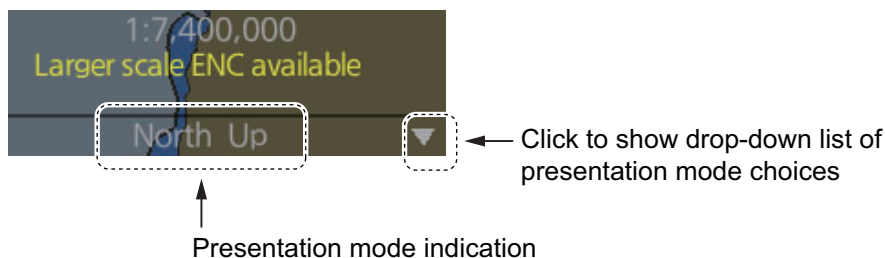 1:7,400,000
Larger scale ENC available
North Up
Click to show drop-down list of
presentation mode choices
Presentation mode indication